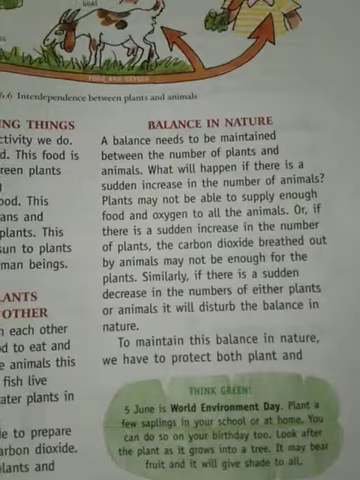 Goat
FOOD AND OXYGEN
6.6 Interdependence between plants and animals
ING THINGS
ctivity we do.
d. This food is
reen plants
ood. This
ans and
plants. This
sun to plants
man beings.
LANTS
OTHER
n each other
d to eat and
e animals this
fish live
ater plants in
e to prepare
arbon dioxide.
lants and
BALANCE IN NATURE
A balance needs to be maintained
between the number of plants and
animals. What will happen if there is a
sudden increase in the number of animals?
Plants may not be able to supply enough
food and oxygen to all the animals. Or, if
there is a sudden increase in the number
of plants, the carbon dioxide breathed out
by animals may not be enough for the
plants. Similarly, if there is a sudden
decrease in the numbers of either plants
or animals it will disturb the balance in
nature.
To maintain this balance in nature,
we have to protect both plant and
THINK GREEN!
5 June is World Environment Day. Plant a
few saplings in your school or at home. You
can do so on your birthday too. Look after
the plant as it grows into a tree. It may bear
fruit and it will give shade to all.